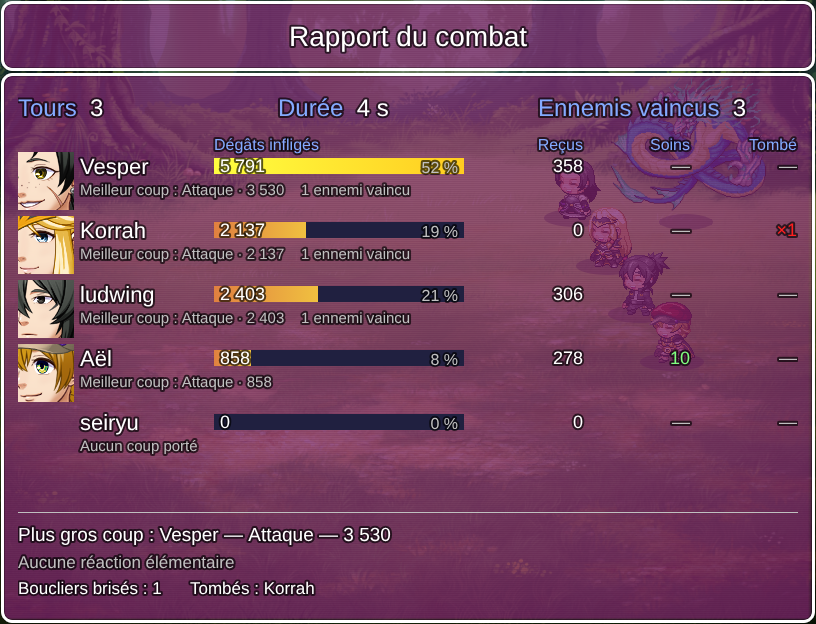 Rapport du combat
Tours 3 Durée 4 s Ennemis vaincus 3
Dégâts infligés Reçus Soins Tombé
Vesper 5 791 52 % 358 — —
Meilleur coup : Attaque · 3 530 1 ennemi vaincu
Korrah 2 137 19 % 0 — ×1
Meilleur coup : Attaque · 2 137 1 ennemi vaincu
ludwing 2 403 21 % 306 — —
Meilleur coup : Attaque · 2 403 1 ennemi vaincu
Aël 858 8 % 278 10 —
Meilleur coup : Attaque · 858
seiryu 0 0 % 0 — —
Aucun coup porté
Plus gros coup : Vesper — Attaque — 3 530
Aucune réaction élémentaire
Boucliers brisés : 1 Tombés : Korrah